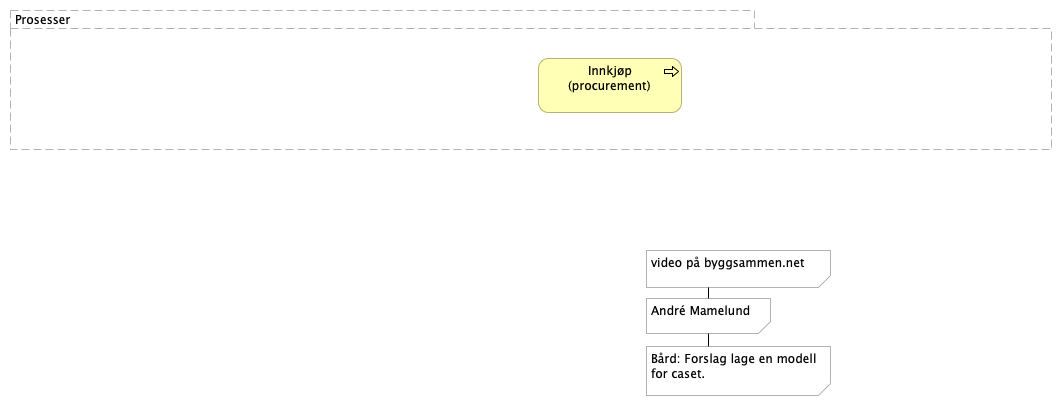 Prosesser
Innkjøp
(procurement)
video på byggsammen.net
André Mamelund
Bård: Forslag lage en modell
for caset.